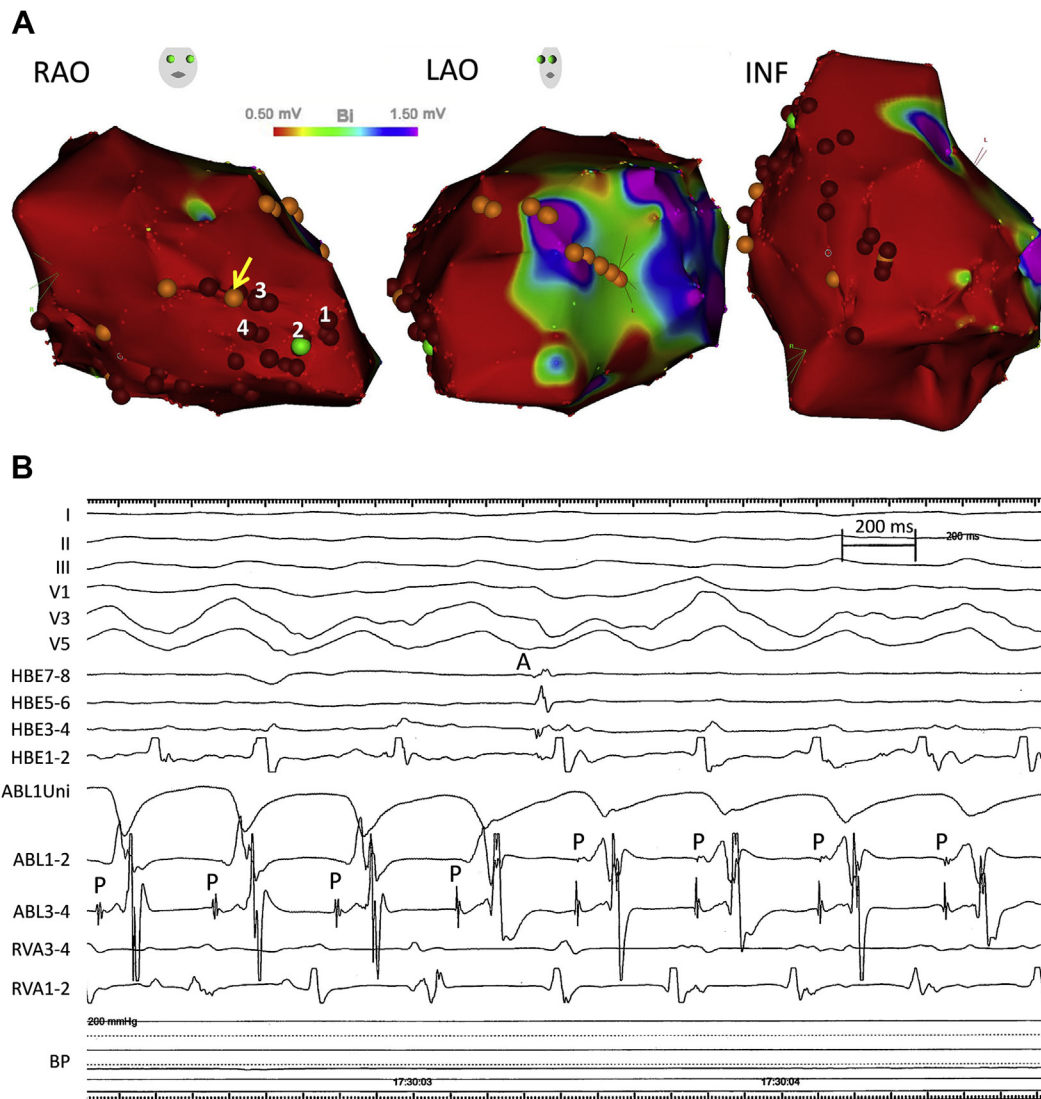 A
RAO
LAO
INF
0.50 mV Bi 1.50 mV
3
1
4
2
B
I
II
III
V1
V3
V5
HBE7-8
HBE5-6
HBE3-4
HBE1-2
ABL1Uni
ABL1-2
ABL3-4
RVA3-4
RVA1-2
BP
200 ms
200 ms
A
P P P P
P P P P
200 mmHg
17:30:03 17:30:04